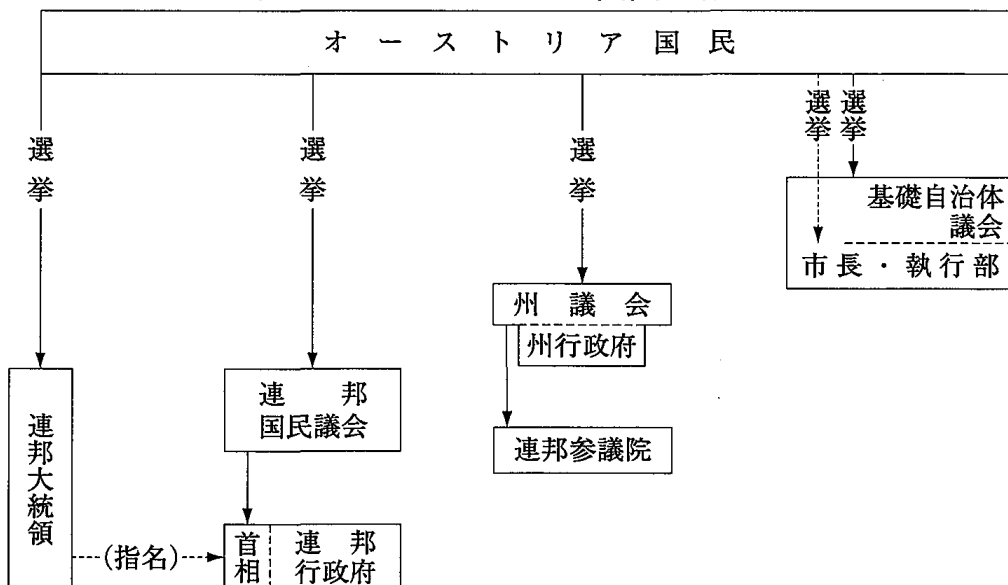 オーストリア国民
選挙
選挙
選挙
選挙
選挙
基礎自治体
議会
市長・執行部
州議会
州行政府
連邦参議院
連邦
国民議会
連邦大統領
(指名)
首相
連邦
行政府